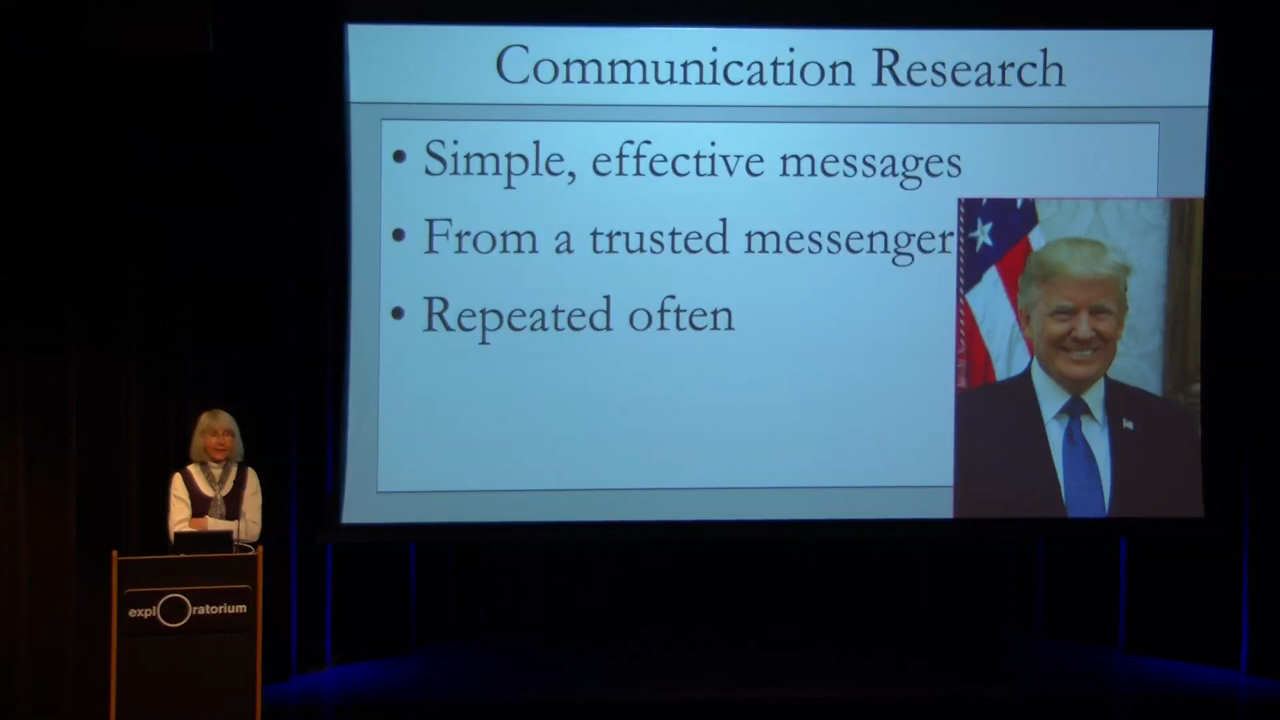 Communication Research
• Simple, effective messages
• From a trusted messenger
• Repeated often
exploratorium